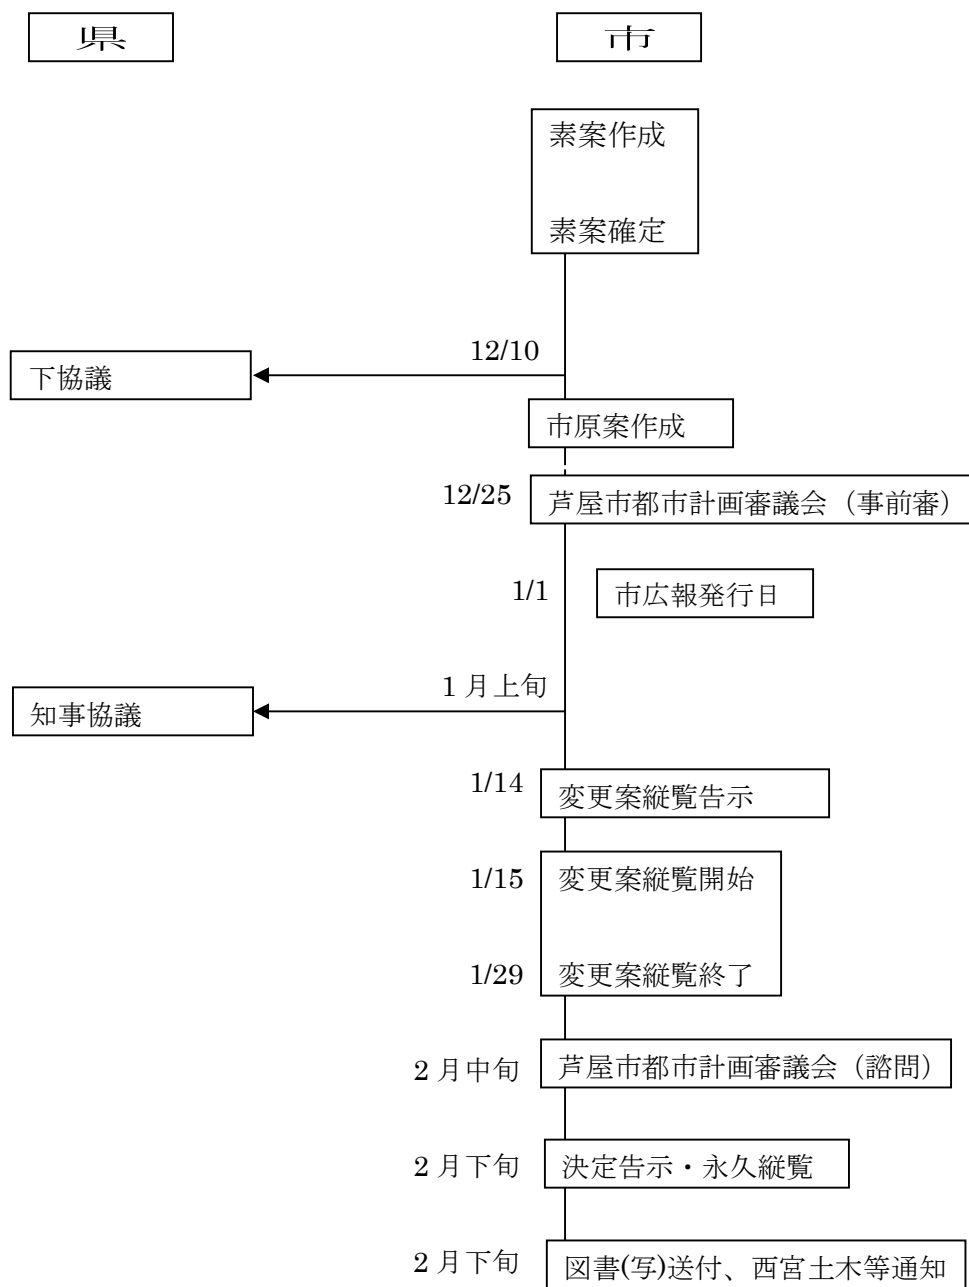 県
市
素案作成
素案確定
12/10
下協議
市原案作成
12/25
芦屋市都市計画審議会（事前審）
1/1
市広報発行日
1 月上旬
知事協議
1/14
変更案縦覧告示
1/15
変更案縦覧開始
1/29
変更案縦覧終了
2 月中旬
芦屋市都市計画審議会（諮問）
2 月下旬
決定告示・永久縦覧
2 月下旬
図書(写)送付、西宮土木等通知